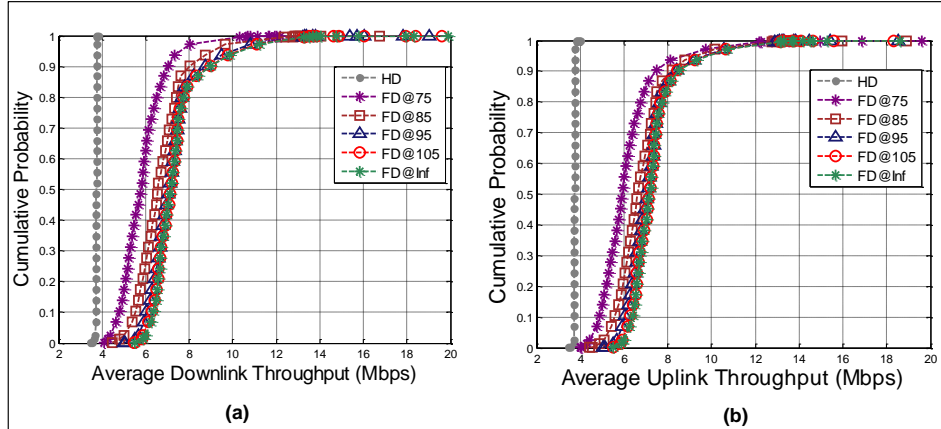 1
0.9
0.8
0.7
0.6
0.5
0.4
0.3
0.2
0.1
0
Cumulative Probability
HD
FD@75
FD@85
FD@95
FD@105
FD@Inf
2 4 6 8 10 12 14 16 18 20
Average Downlink Throughput (Mbps)
(a)
1
0.9
0.8
0.7
0.6
0.5
0.4
0.3
0.2
0.1
0
Cumulative Probability
HD
FD@75
FD@85
FD@95
FD@105
FD@Inf
2 4 6 8 10 12 14 16 18 20
Average Uplink Throughput (Mbps)
(b)